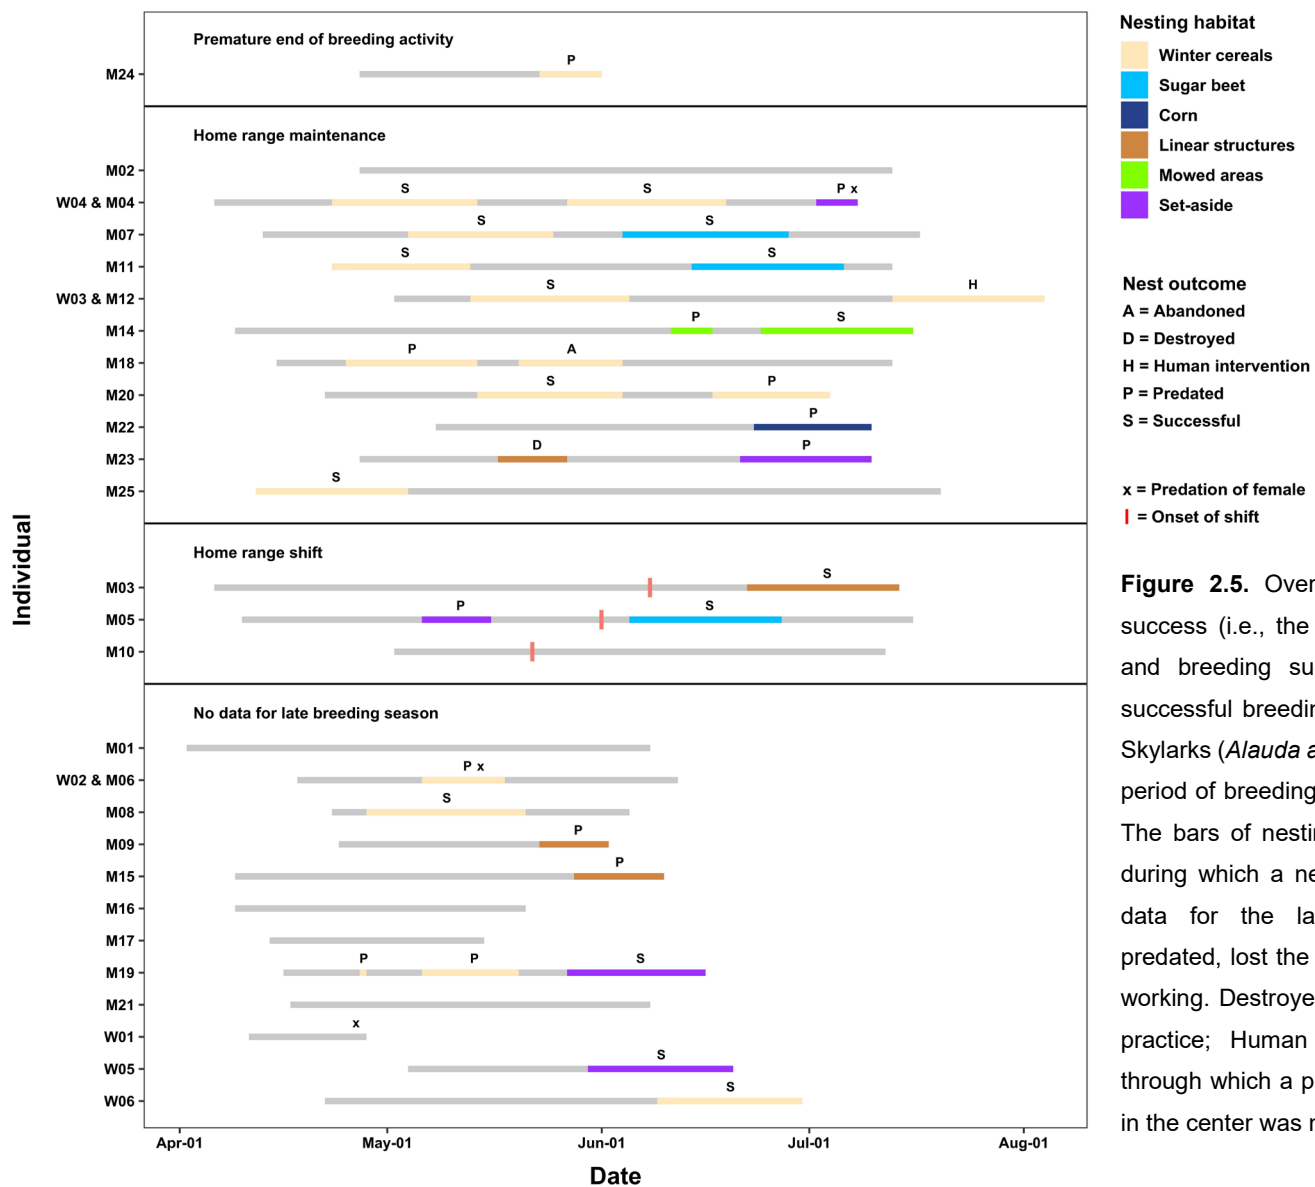 Premature end of breeding activity
P
M24
Home range maintenance
M02
S S P x
W04 & M04
S S
M07
S S
M11
S H
W03 & M12
P S
M14
P A
M18
S P
M20
P
M22
D P
M23
S
M25
Home range shift
S
M03
P S
M05
M10
No data for late breeding season
M01
P x
W02 & M06
S
M08
P
M09
P
M15
M16
M17
P P S
M19
M21
x
W01
S
W05
S
W06
Apr-01 May-01 Jun-01 Jul-01 Aug-01
Date
Individual
Nesting habitat
Winter cereals
Sugar beet
Corn
Linear structures
Mowed areas
Set-aside
Nest outcome
A = Abandoned
D = Destroyed
H = Human intervention
P = Predated
S = Successful
x = Predation of female
| = Onset of shift
Figure 2.5. Over
success (i.e., the
and breeding su
successful breedi
Skylarks (Alauda a
period of breeding
The bars of nesti
during which a ne
data for the la
predated, lost the
working. Destroye
practice; Human
through which a p
in the center was r